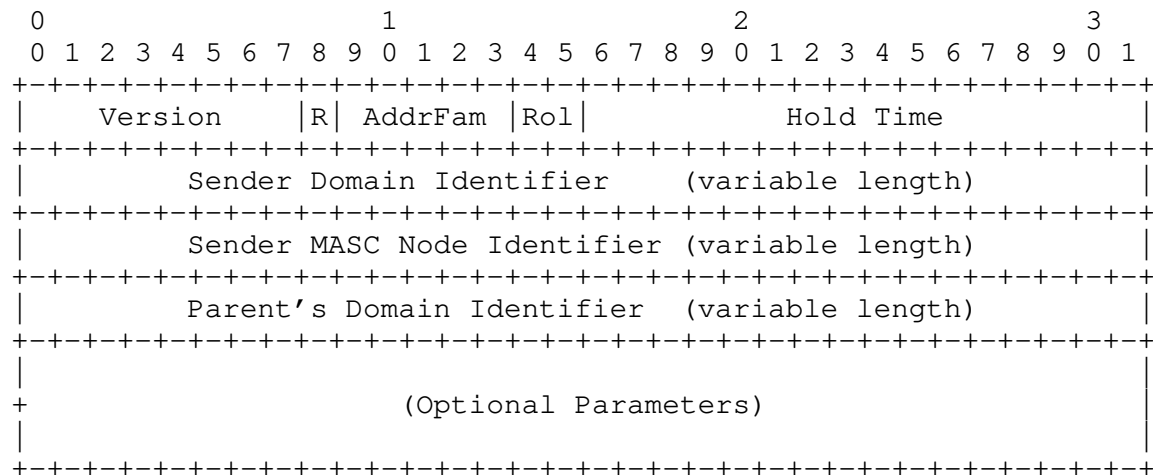 0                   1                   2                   3
 0 1 2 3 4 5 6 7 8 9 0 1 2 3 4 5 6 7 8 9 0 1 2 3 4 5 6 7 8 9 0 1
+-+-+-+-+-+-+-+-+-+-+-+-+-+-+-+-+-+-+-+-+-+-+-+-+-+-+-+-+-+-+-+-+
|    Version    |R| AddrFam |Rol|           Hold Time           |
+-+-+-+-+-+-+-+-+-+-+-+-+-+-+-+-+-+-+-+-+-+-+-+-+-+-+-+-+-+-+-+-+
|         Sender Domain Identifier    (variable length)         |
+-+-+-+-+-+-+-+-+-+-+-+-+-+-+-+-+-+-+-+-+-+-+-+-+-+-+-+-+-+-+-+-+
|         Sender MASC Node Identifier (variable length)         |
+-+-+-+-+-+-+-+-+-+-+-+-+-+-+-+-+-+-+-+-+-+-+-+-+-+-+-+-+-+-+-+-+
|         Parent’s Domain Identifier  (variable length)         |
+-+-+-+-+-+-+-+-+-+-+-+-+-+-+-+-+-+-+-+-+-+-+-+-+-+-+-+-+-+-+-+-+
|                                                               |
+                     (Optional Parameters)                     |
|                                                               |
+-+-+-+-+-+-+-+-+-+-+-+-+-+-+-+-+-+-+-+-+-+-+-+-+-+-+-+-+-+-+-+-+